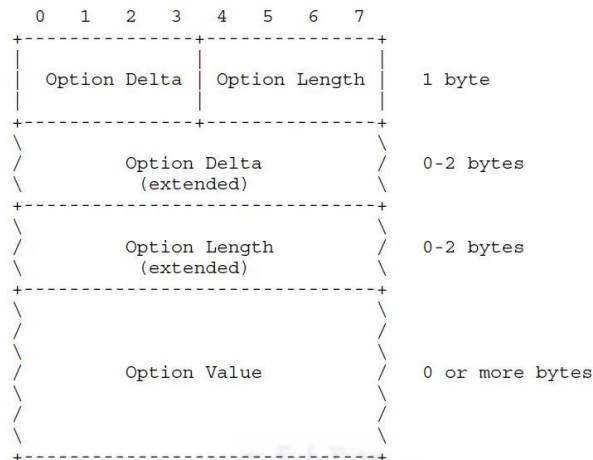 0 1 2 3 4 5 6 7
Option Delta Option Length 1 byte
Option Delta 0-2 bytes
(extended)
Option Length 0-2 bytes
(extended)
Option Value 0 or more bytes